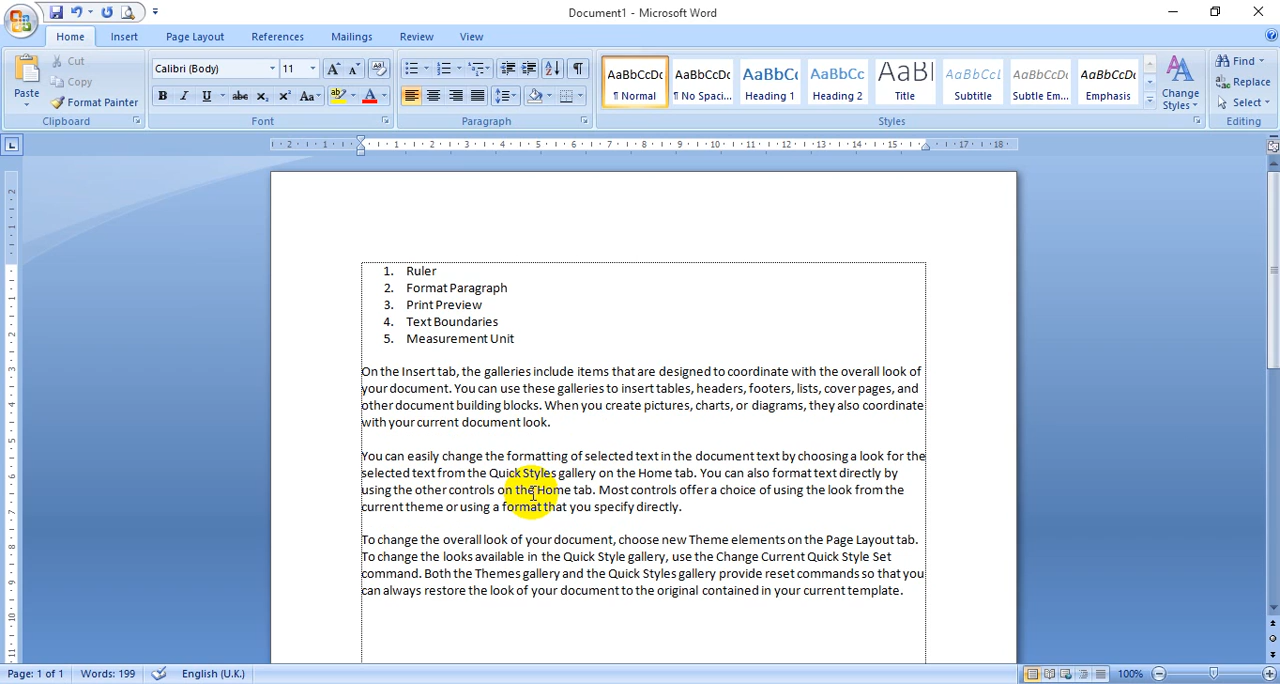 Document1 - Microsoft Word
Home Insert Page Layout References Mailings Review View
Paste
Cut
Copy
Format Painter
Clipboard
Calibri (Body) 11
Font
Paragraph
AaBbCcDc AaBbCcDc AaBbCc AaBbCc AaBl AaBbCcL AaBbCcDc AaBbCcDc
¶ Normal ¶ No Spaci... Heading 1 Heading 2 Title Subtitle Subtle Em... Emphasis
Change
Styles
Styles
Find
Replace
Select
Editing
1. Ruler
2. Format Paragraph
3. Print Preview
4. Text Boundaries
5. Measurement Unit
On the Insert tab, the galleries include items that are designed to coordinate with the overall look of
your document. You can use these galleries to insert tables, headers, footers, lists, cover pages, and
other document building blocks. When you create pictures, charts, or diagrams, they also coordinate
with your current document look.
You can easily change the formatting of selected text in the document text by choosing a look for the
selected text from the Quick Styles gallery on the Home tab. You can also format text directly by
using the other controls on the Home tab. Most controls offer a choice of using the look from the
current theme or using a format that you specify directly.
To change the overall look of your document, choose new Theme elements on the Page Layout tab.
To change the looks available in the Quick Style gallery, use the Change Current Quick Style Set
command. Both the Themes gallery and the Quick Styles gallery provide reset commands so that you
can always restore the look of your document to the original contained in your current template.
Page: 1 of 1 Words: 199 English (U.K.) 100%